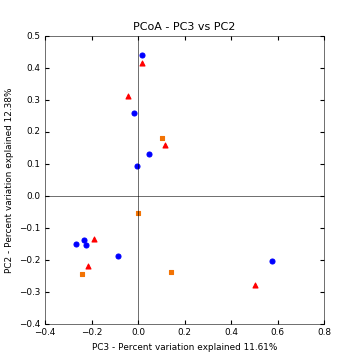 PCoA - PC3 vs PC2
0.5
0.4
0.3
0.2
0.1
0.0
−0.1
−0.2
−0.3
−0.4
PC2 - Percent variation explained 12.38%
−0.4 −0.2 0.0 0.2 0.4 0.6 0.8
PC3 - Percent variation explained 11.61%